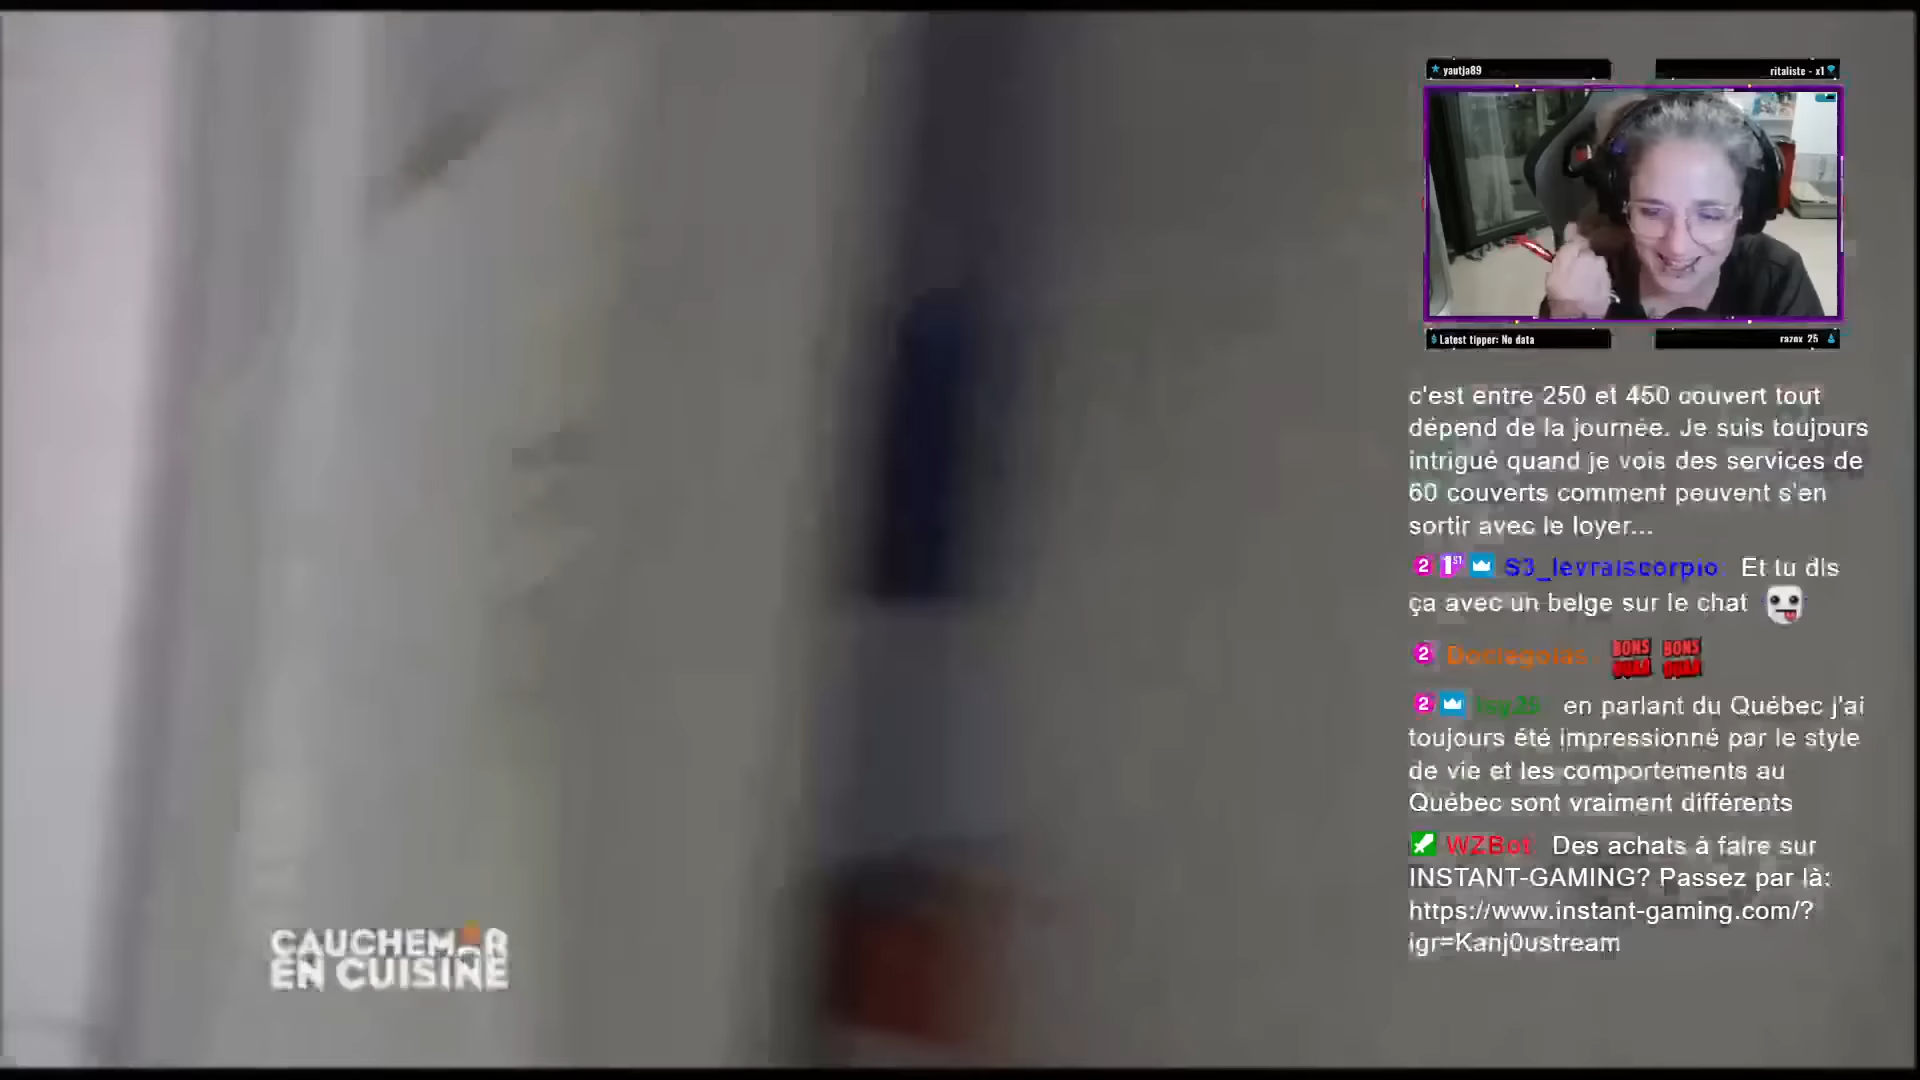 yautja89
ritaliste - x1
Latest tipper: No data
razox_25
c'est entre 250 et 450 couvert tout
dépend de la journée. Je suis toujours
intrigué quand je vois des services de
60 couverts comment peuvent s'en
sortir avec le loyer...
2 1ST S3_levraiscorpio: Et tu dis
ça avec un belge sur le chat
2 Doclegolas: BONS BONS
2 Isy25: en parlant du Québec j'ai
toujours été impressionné par le style
de vie et les comportements au
Québec sont vraiment différents
WZBot: Des achats à faire sur
INSTANT-GAMING? Passez par là:
https://www.instant-gaming.com/?
igr=Kanj0ustream
CAUCHEMAR
EN CUISINE